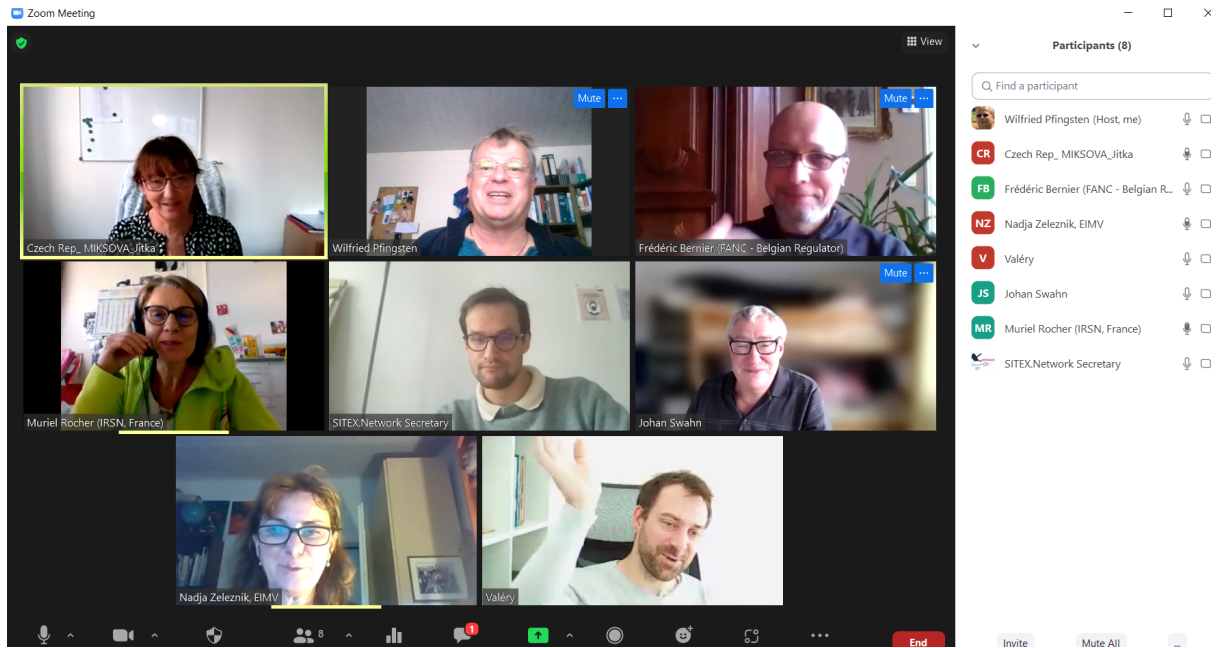 Zoom Meeting
View
Participants (8)
Find a participant
Mute ...
Mute ...
Czech Rep_ MIKSOVA_Jitka
Wilfried Pfingsten
Frédéric Bernier (FANC - Belgian Regulator)
Mute ...
Muriel Rocher (IRSN, France)
SITEX.Network Secretary
Johan Swahn
Nadja Zeleznik, EIMV
Valéry
8
1
End
Wilfried Pfingsten (Host, me)
CR Czech Rep_ MIKSOVA_Jitka
FB Frédéric Bernier (FANC - Belgian R...
NZ Nadja Zeleznik, EIMV
V Valéry
JS Johan Swahn
MR Muriel Rocher (IRSN, France)
SITEX.Network Secretary
Invite
Mute All
...